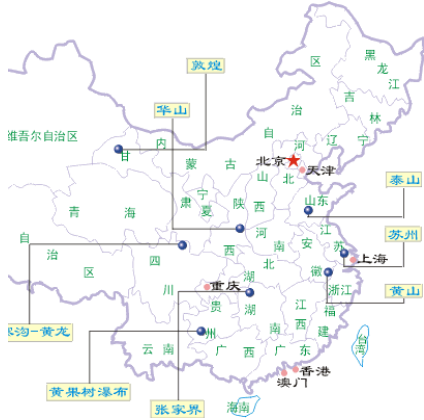 敦煌
华山
区
黑
龙
江
治
吉
林
自
河
辽
宁
内
蒙
古
维吾尔自治区
甘
北京
天津
山
北
山东
泰山
宁
夏
肃
陕
西
青
海
江
苏
苏州
上海
河
南
安
徽
自
治
区
四
川
西
湖
北
重庆
浙江
黄山
沟-黄龙
贵
州
湖
南
江
西
福
建
台
湾
云南
广
西
广
东
香港
澳门
黄果树瀑布
张家界
海南